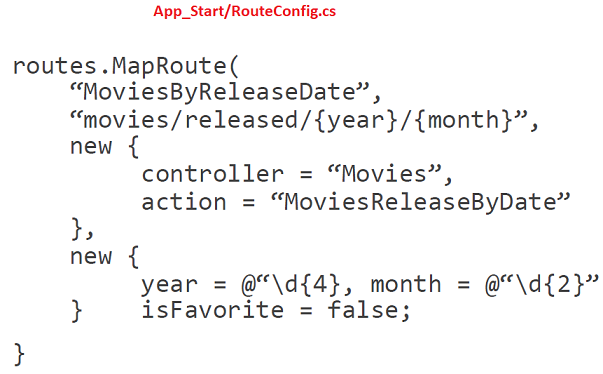 App_Start/RouteConfig.cs
routes.MapRoute(
“MoviesByReleaseDate”,
“movies/released/{year}/{month}”,
new {
controller = “Movies”,
action = “MoviesReleaseByDate”
},
new {
year = @“\d{4}, month = @“\d{2}”
} isFavorite = false;
}